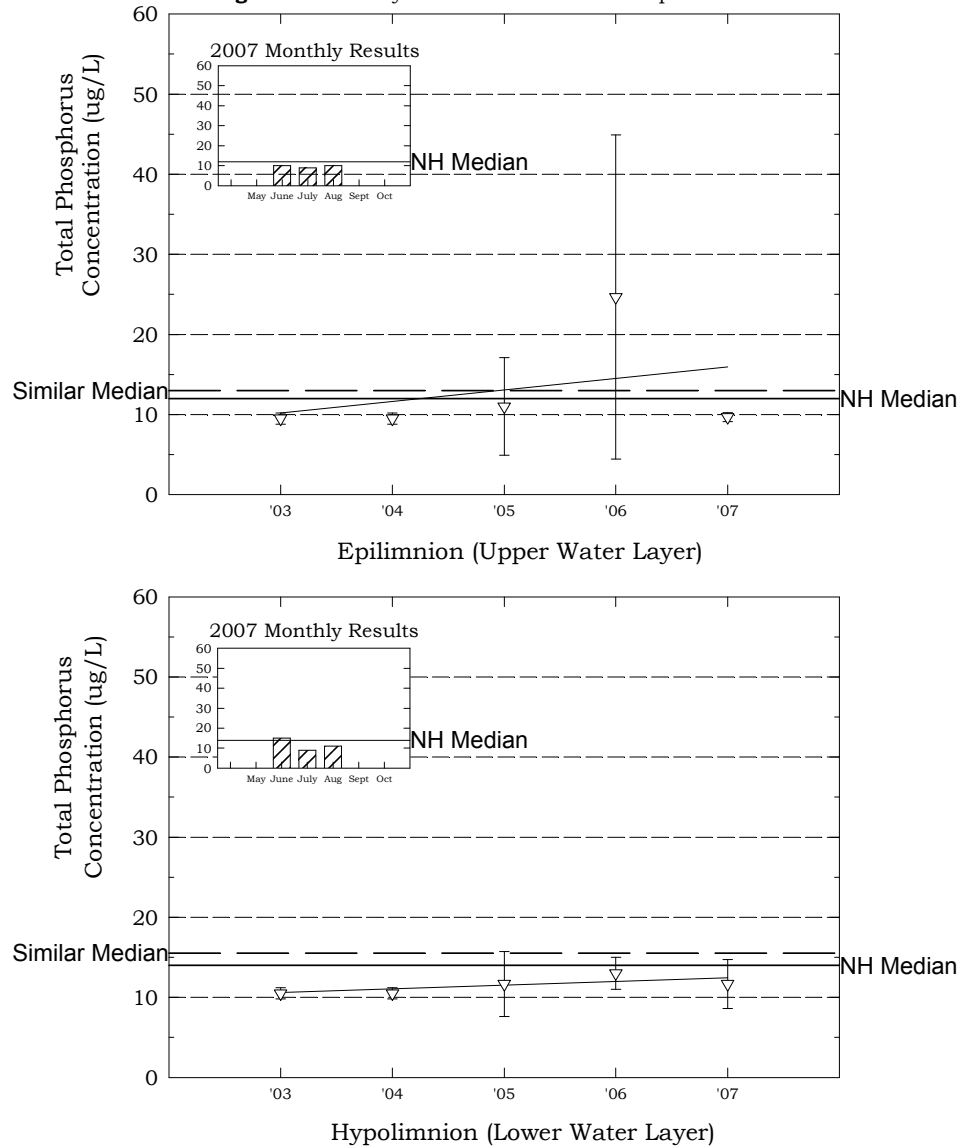 60
2007 Monthly Results
60
50
40
30
20
10
0
May June July Aug Sept Oct
NH Median
50
40
30
20
10
0
Total Phosphorus
Concentration (ug/L)
Similar Median
NH Median
'03 '04 '05 '06 '07
Epilimnion (Upper Water Layer)
60
2007 Monthly Results
60
50
40
30
20
10
0
May June July Aug Sept Oct
NH Median
50
40
30
20
10
0
Total Phosphorus
Concentration (ug/L)
Similar Median
NH Median
'03 '04 '05 '06 '07
Hypolimnion (Lower Water Layer)